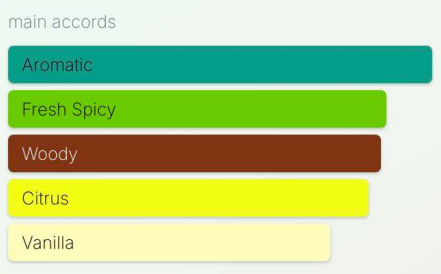 main accords
Aromatic
Fresh Spicy
Woody
Citrus
Vanilla